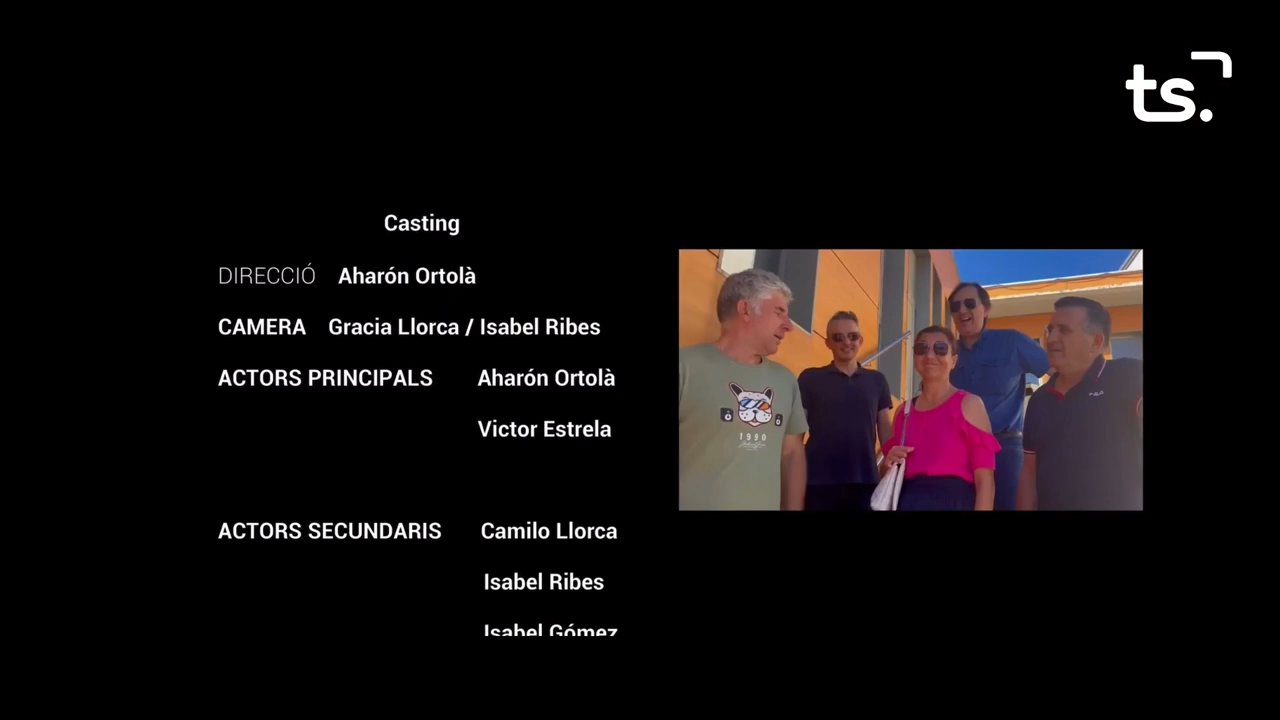 ts.
Casting
DIRECCIÓ Aharón Ortolà
CAMERA Gracia Llorca / Isabel Ribes
ACTORS PRINCIPALS Aharón Ortolà
Victor Estrela
1990
ACTORS SECUNDARIS Camilo Llorca
Isabel Ribes
Isabel Gómez